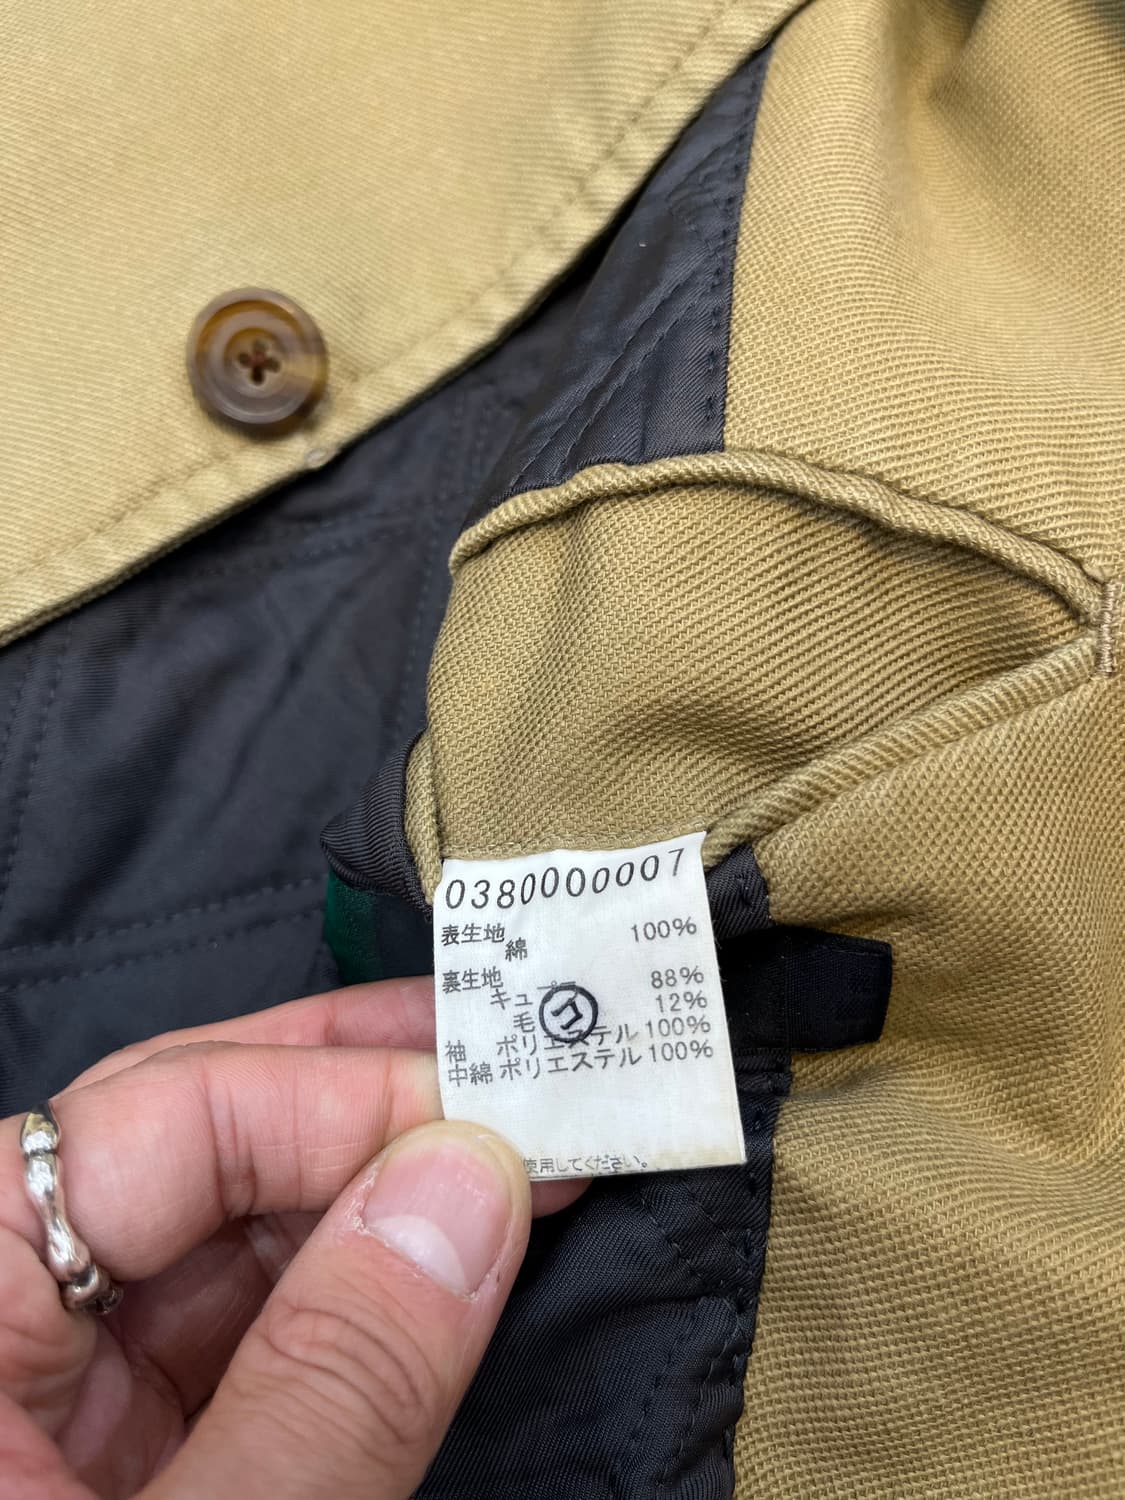 0380000007
表生地
綿 100%
裏生地
キュプラ 88%
毛 12%
袖 ポリエステル 100%
中綿 ポリエステル 100%
コ
使用してください。